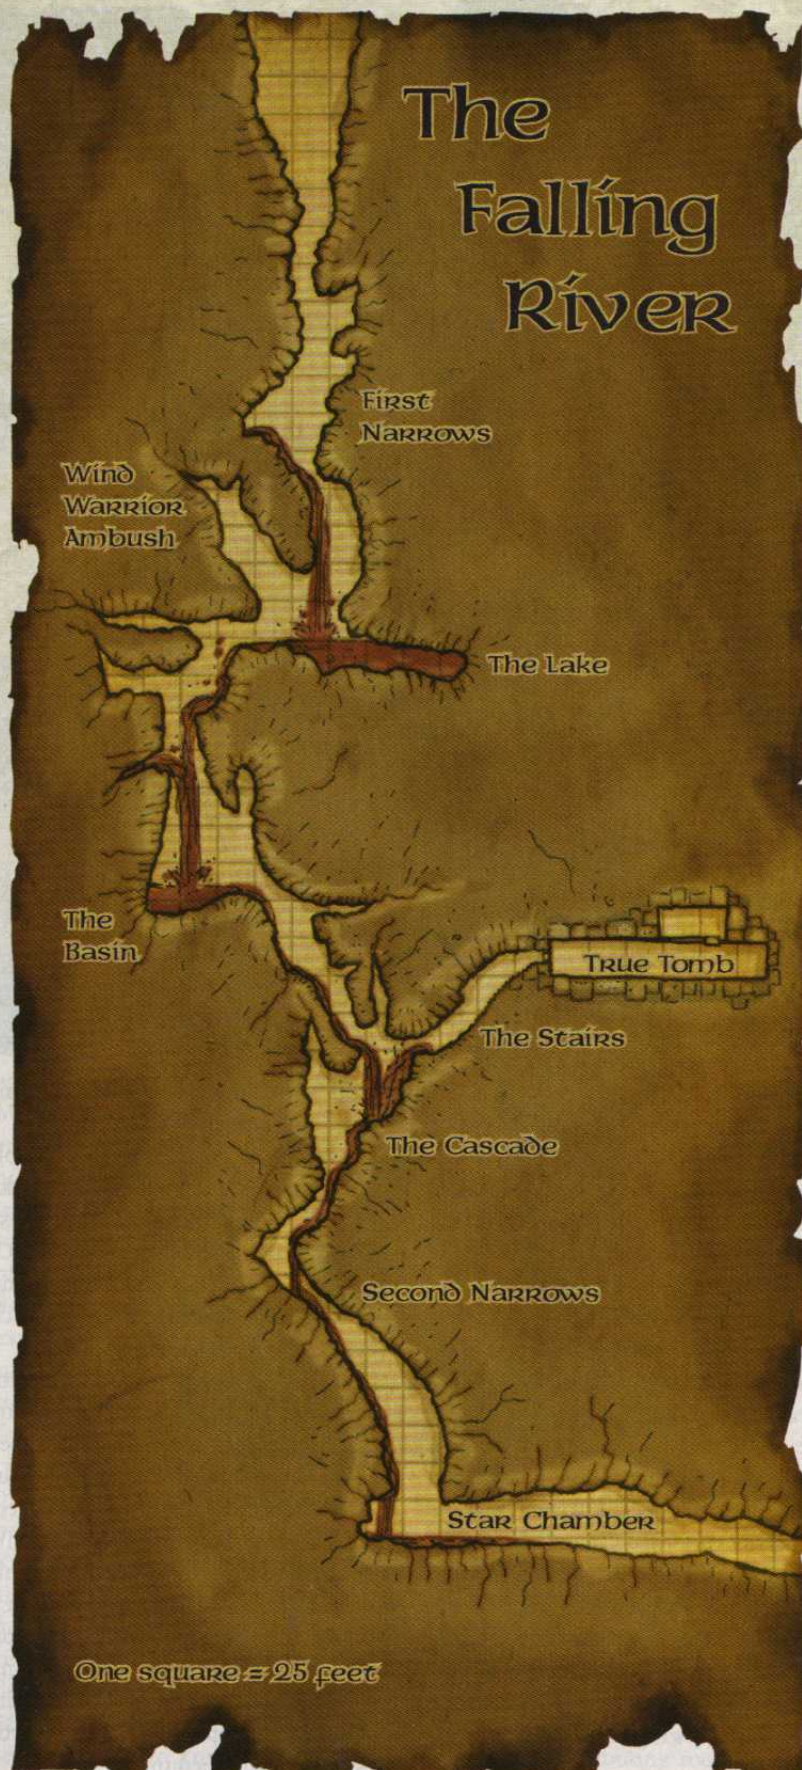 The
Falling
River
First
Narrows
Wind
Warrior
Ambush
The Lake
The
Basin
True Tomb
The Stairs
The Cascade
Second Narrows
Star Chamber
One square = 25 feet